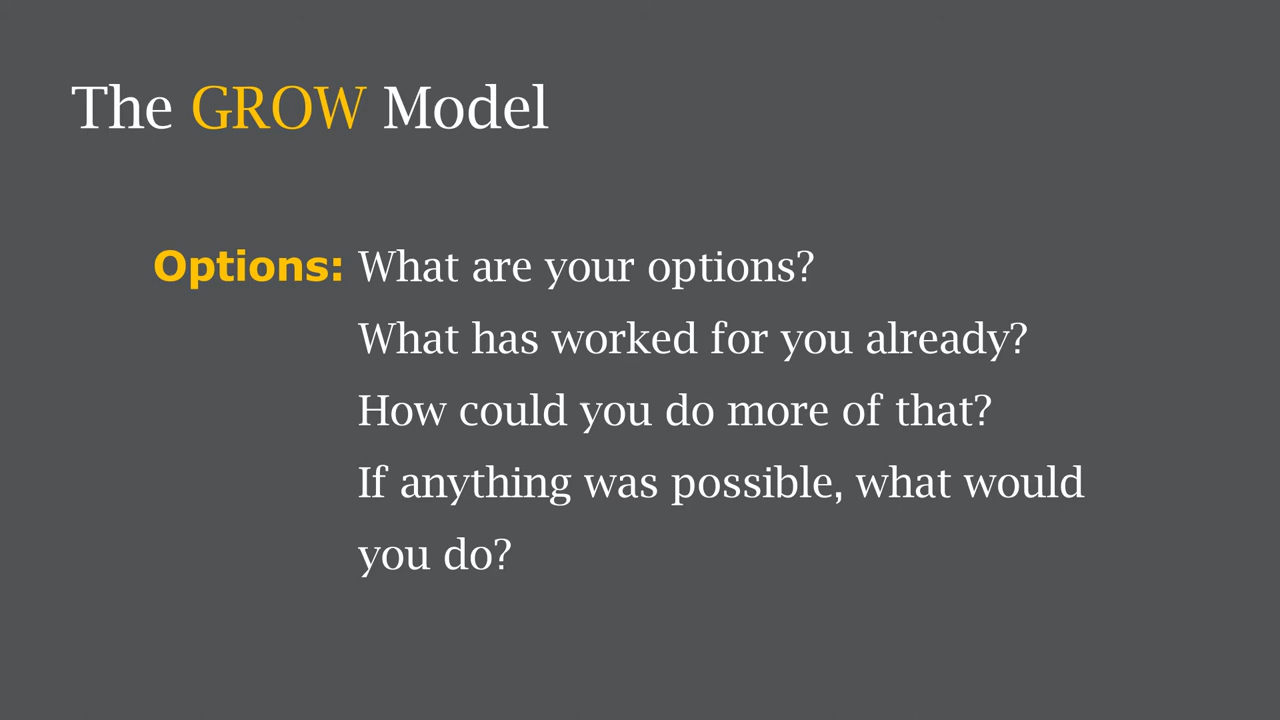 The GROW Model
Options: What are your options?
What has worked for you already?
How could you do more of that?
If anything was possible, what would
you do?